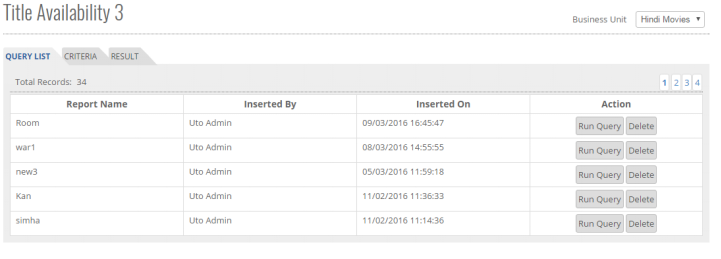 Title Availability 3
Business Unit Hindi Movies
QUERY LIST CRITERIA RESULT
Total Records: 34 1 2 3 4
Report Name Inserted By Inserted On Action
Room Uto Admin 09/03/2016 16:45:47 Run Query Delete
war1 Uto Admin 08/03/2016 14:55:55 Run Query Delete
new3 Uto Admin 05/03/2016 11:59:18 Run Query Delete
Kan Uto Admin 11/02/2016 11:36:33 Run Query Delete
simha Uto Admin 11/02/2016 11:14:36 Run Query Delete